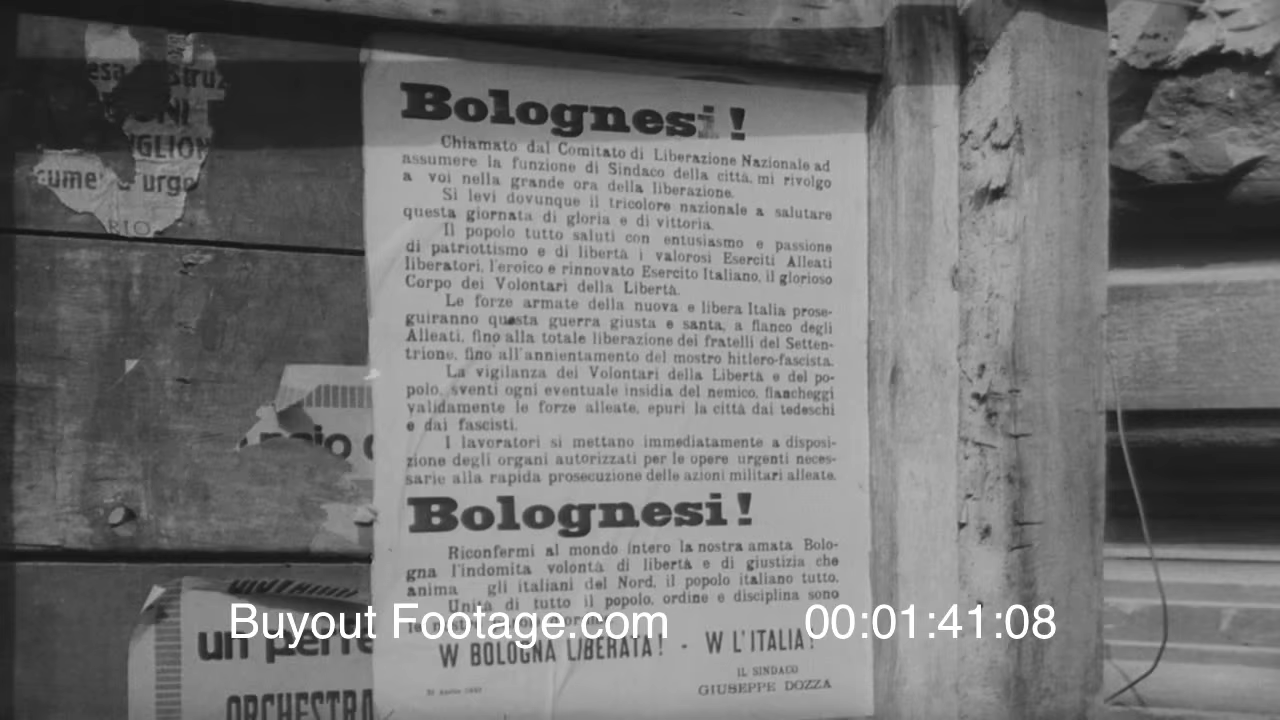 Bolognesi!
Chiamato dal Comitato di Liberazione Nazionale ad
assumere la funzione di Sindaco della città, mi rivolgo
a voi nella grande ora della liberazione.
Si levi dovunque il tricolore nazionale a salutare
questa giornata di gloria e di vittoria.
Il popolo tutto saluti con entusiasmo e passione
di patriottismo e di libertà i valorosi Eserciti Alleati
liberatori, l'eroico e rinnovato Esercito Italiano, il glorioso
Corpo dei Volontari della Libertà.
Le forze armate della nuova e libera Italia prose-
guiranno questa guerra giusta e santa, a fianco degli
Alleati, fino alla totale liberazione dei fratelli del Setten-
trione, fino all'annientamento del mostro hitlero-fascista.
La vigilanza dei Volontari della Libertà e del po-
polo, sventi ogni eventuale insidia del nemico, fiancheggi
validamente le forze alleate, epuri la città dai tedeschi
e dai fascisti.
I lavoratori si mettano immediatamente a disposi-
zione degli organi autorizzati per le opere urgenti neces-
sarie alla rapida prosecuzione delle azioni militari alleate.
Bolognesi!
Riconfermi al mondo intero la nostra amata Bolo-
gna l'indomita volontà di libertà e di giustizia che
anima gli italiani del Nord, il popolo italiano tutto.
Unità di tutto il popolo, ordine e disciplina sono
W BOLOGNA LIBERATA! - W L'ITALIA!
IL SINDACO
GIUSEPPE DOZZA
urge
ORCHESTRA
Buyout Footage.com 00:01:41:08